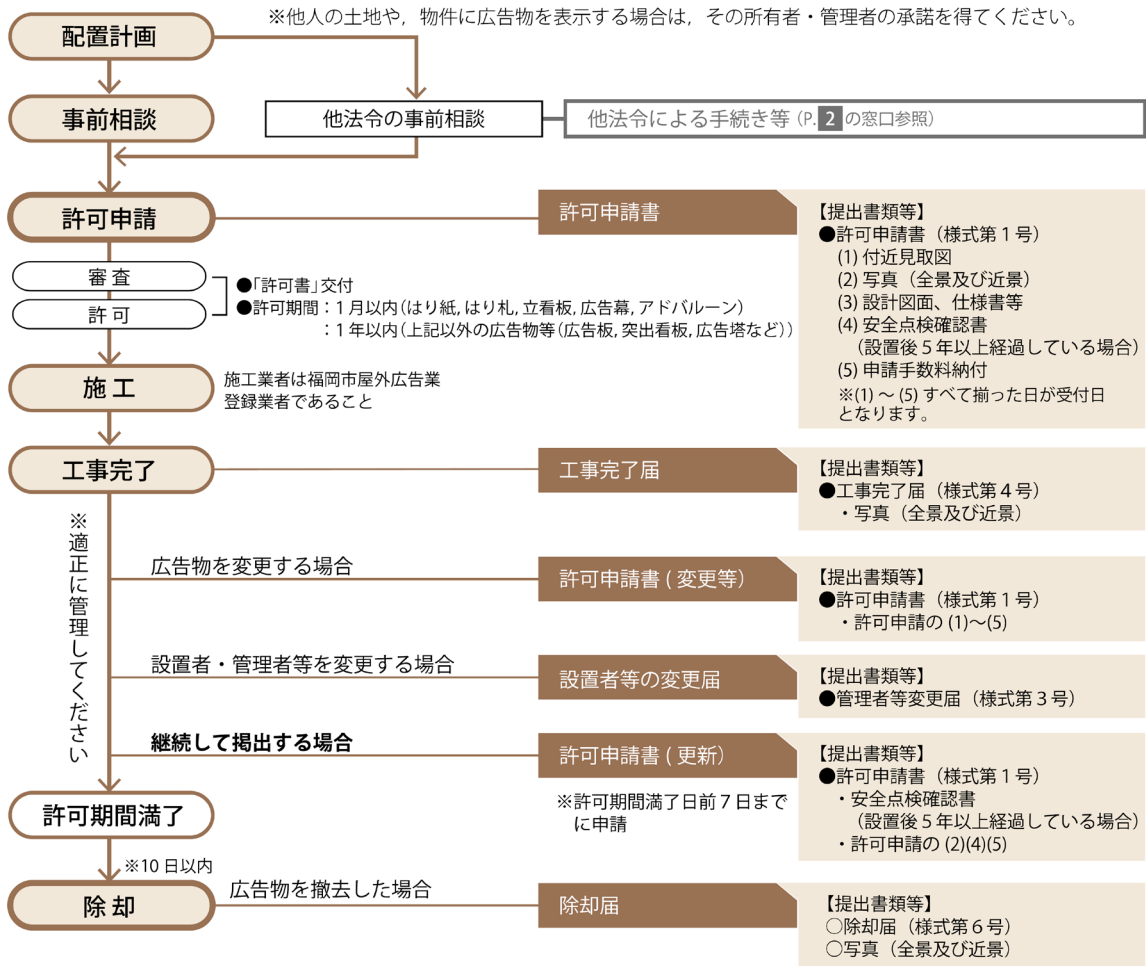 ※他人の土地や，物件に広告物を表示する場合は，その所有者・管理者の承諾を得てください。
配置計画
事前相談
他法令の事前相談
他法令による手続き等 (P. 2 の窓口参照)
許可申請
許可申請書
【提出書類等】
●許可申請書（様式第１号）
(1) 付近見取図
(2) 写真（全景及び近景）
(3) 設計図面、仕様書等
(4) 安全点検確認書
（設置後５年以上経過している場合）
(5) 申請手数料納付
※(1) ～ (5) すべて揃った日が受付日
となります。
審 査
許 可
●「許可書」交付
●許可期間：１月以内（はり紙, はり札, 立看板, 広告幕, アドバルーン）
：１年以内（上記以外の広告物等（広告板, 突出看板, 広告塔など））
施 工
施工業者は福岡市屋外広告業
登録業者であること
工事完了
工事完了届
【提出書類等】
●工事完了届（様式第４号）
・写真（全景及び近景）
※適正に管理してください
広告物を変更する場合
許可申請書 ( 変更等）
【提出書類等】
●許可申請書（様式第１号）
・許可申請の (1)～(5)
設置者・管理者等を変更する場合
設置者等の変更届
【提出書類等】
●管理者等変更届（様式第３号）
継続して掲出する場合
許可申請書 ( 更新）
※許可期間満了日前７日まで
に申請
【提出書類等】
●許可申請書（様式第１号）
・安全点検確認書
（設置後５年以上経過している場合）
・許可申請の (2)(4)(5)
許可期間満了
※10 日以内
除 却
広告物を撤去した場合
除却届
【提出書類等】
○除却届（様式第６号）
○写真（全景及び近景）